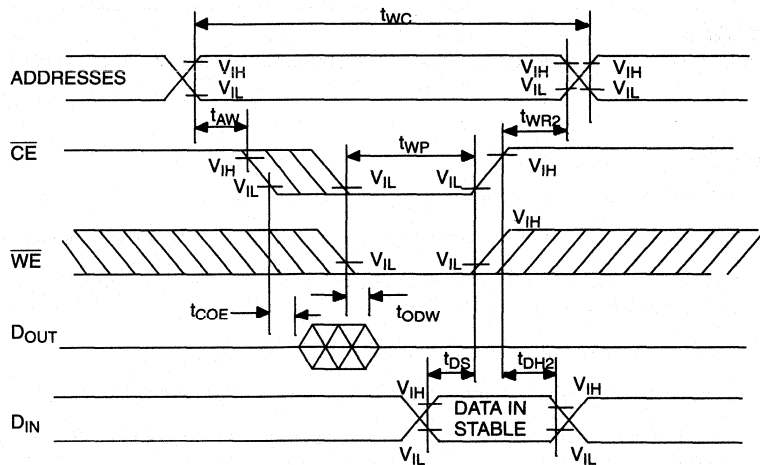 tWC
ADDRESSES
VIH
VIL
VIH
VIL
VIH
VIL
tAW
tWP
tWR2
CE
VIH
VIL
VIL
VIL
VIH
WE
VIL
VIL
VIH
tCOE
tODW
DOUT
tDS
tDH2
DIN
VIH
VIL
DATA IN
STABLE
VIH
VIL